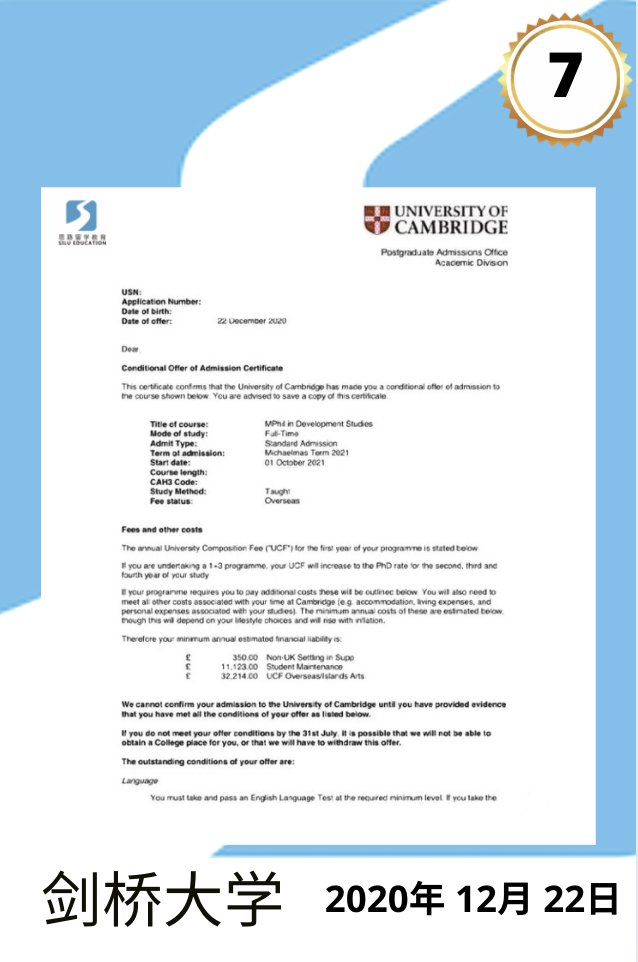 7
思路留学教育
SILU EDUCATION
UNIVERSITY OF
CAMBRIDGE
Postgraduate Admissions Office
Academic Division
USN:
Application Number:
Date of birth:
Date of offer: 22 December 2020
Dear
Conditional Offer of Admission Certificate
This certificate confirms that the University of Cambridge has made you a conditional offer of admission to
the course shown below. You are advised to save a copy of this certificate.
Title of course: MPhil in Development Studies
Mode of study: Full-Time
Admit Type: Standard Admission
Term of admission: Michaelmas Term 2021
Start date: 01 October 2021
Course length:
CAH3 Code:
Study Method: Taught
Fee status: Overseas
Fees and other costs
The annual University Composition Fee ("UCF") for the first year of your programme is stated below
If you are undertaking a 1+3 programme, your UCF will increase to the PhD rate for the second, third and
fourth year of your study
If your programme requires you to pay additional costs these will be outlined below. You will also need to
meet all other costs associated with your time at Cambridge (e.g. accommodation, living expenses, and
personal expenses associated with your studies). The minimum annual costs of these are estimated below,
though this will depend on your lifestyle choices and will rise with inflation.
Therefore your minimum annual estimated financial liability is:
£ 350.00 Non-UK Settling in Supp
£ 11,123.00 Student Maintenance
£ 32,214.00 UCF Overseas/Islands Arts
We cannot confirm your admission to the University of Cambridge until you have provided evidence
that you have met all the conditions of your offer as listed below.
If you do not meet your offer conditions by the 31st July, it is possible that we will not be able to
obtain a College place for you, or that we will have to withdraw this offer.
The outstanding conditions of your offer are:
Language
You must take and pass an English Language Test at the required minimum level. If you take the
剑桥大学 2020年 12月 22日